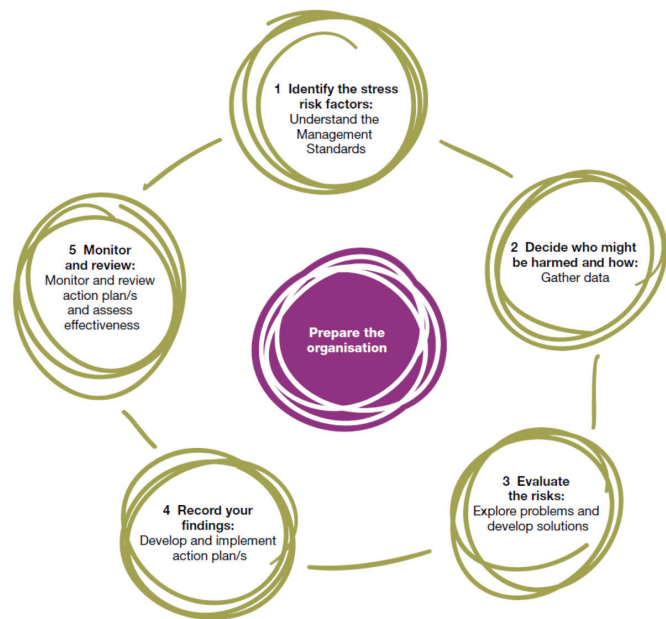 1 Identify the stress
risk factors:
Understand the
Management
Standards
2 Decide who might
be harmed and how:
Gather data
3 Evaluate
the risks:
Explore problems and
develop solutions
4 Record your
findings:
Develop and implement
action plan/s
5 Monitor
and review:
Monitor and review
action plan/s
and assess
effectiveness
Prepare the
organisation